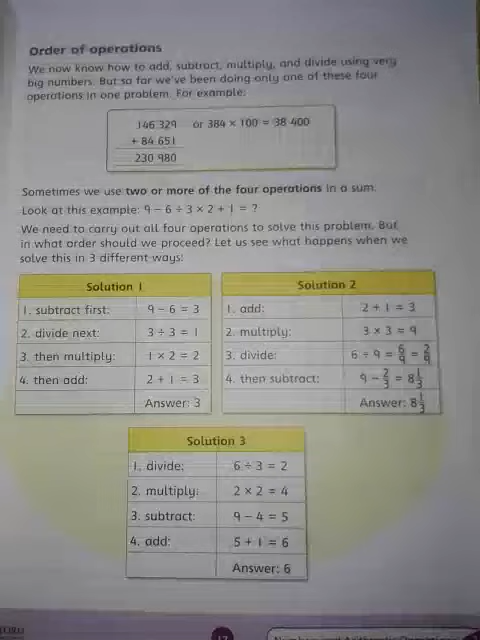 Order of operations
We now know how to add, subtract, multiply, and divide using very
big numbers. But so far we've been doing only one of these four
operations in one problem. For example:
146 329 or 384 × 100 = 38 400
+ 84 651
230 980
Sometimes we use two or more of the four operations in a sum.
Look at this example: 9 − 6 ÷ 3 × 2 + 1 = ?
We need to carry out all four operations to solve this problem. But
in what order should we proceed? Let us see what happens when we
solve this in 3 different ways:
Solution 1
1. subtract first: 9 − 6 = 3
2. divide next: 3 ÷ 3 = 1
3. then multiply: 1 × 2 = 2
4. then add: 2 + 1 = 3
Answer: 3
Solution 2
1. add: 2 + 1 = 3
2. multiply: 3 × 3 = 9
3. divide: 6 ÷ 9 = 6/9 = 2/9
4. then subtract: 9 − 2/3 = 8 1/3
Answer: 8 1/3
Solution 3
1. divide: 6 ÷ 3 = 2
2. multiply: 2 × 2 = 4
3. subtract: 9 − 4 = 5
4. add: 5 + 1 = 6
Answer: 6
17